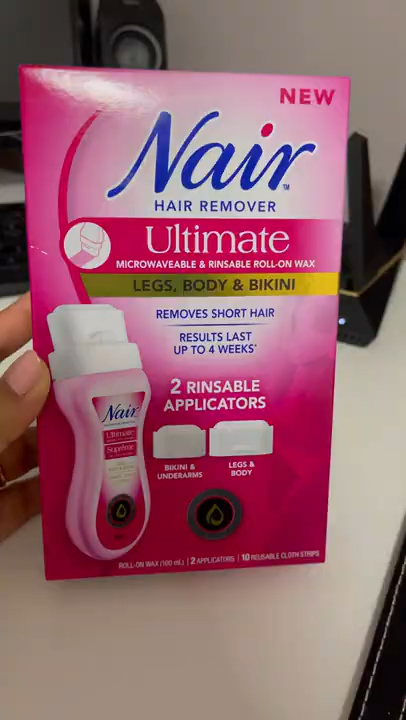 NEW
Nair™
HAIR REMOVER
Ultimate
MICROWAVEABLE & RINSABLE ROLL-ON WAX
LEGS, BODY & BIKINI
REMOVES SHORT HAIR
RESULTS LAST
UP TO 4 WEEKS*
2 RINSABLE
APPLICATORS
Nair
Ultimate
Suprême
BIKINI &
UNDERARMS
LEGS &
BODY
ROLL-ON WAX (100 mL) | 2 APPLICATORS | 10 REUSABLE CLOTH STRIPS